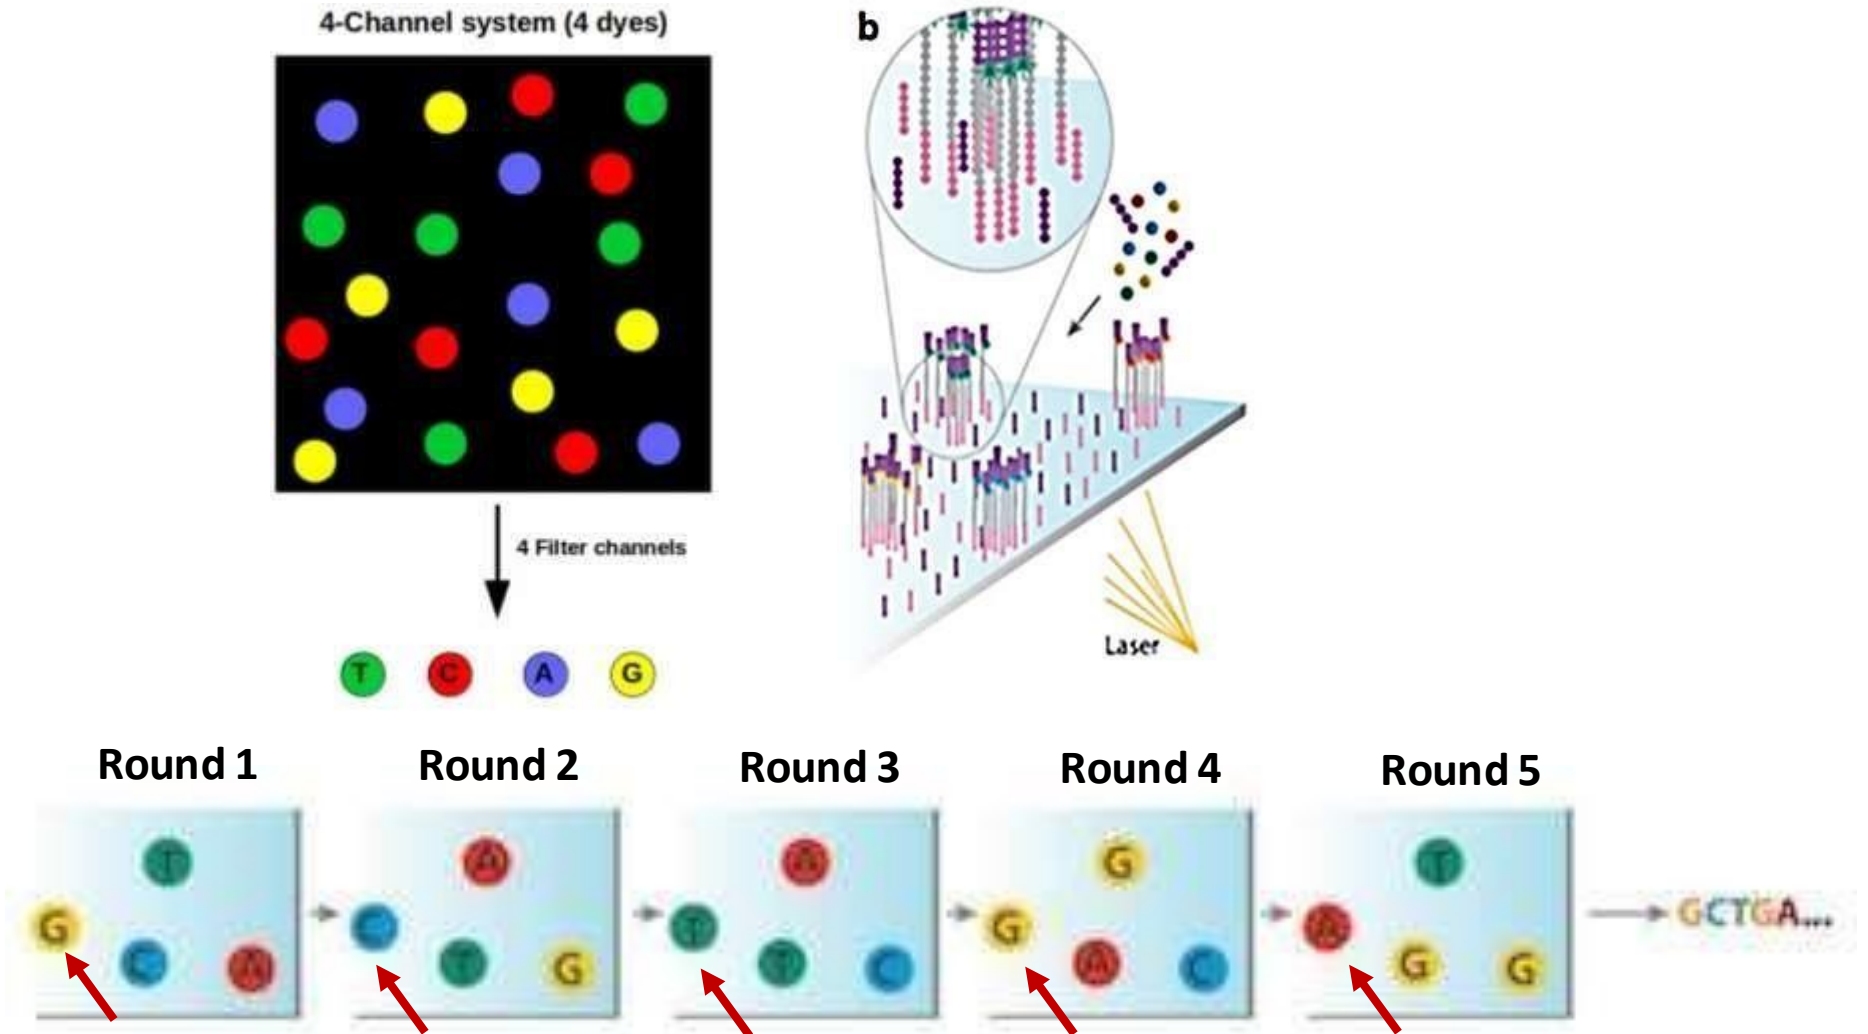 4-Channel system (4 dyes)
b
4 Filter channels
T C A G
Laser
Round 1 Round 2 Round 3 Round 4 Round 5
T
G
C
A
A
C
T
G
A
T
T
C
G
G
A
C
T
A
G
G
GCTGA...